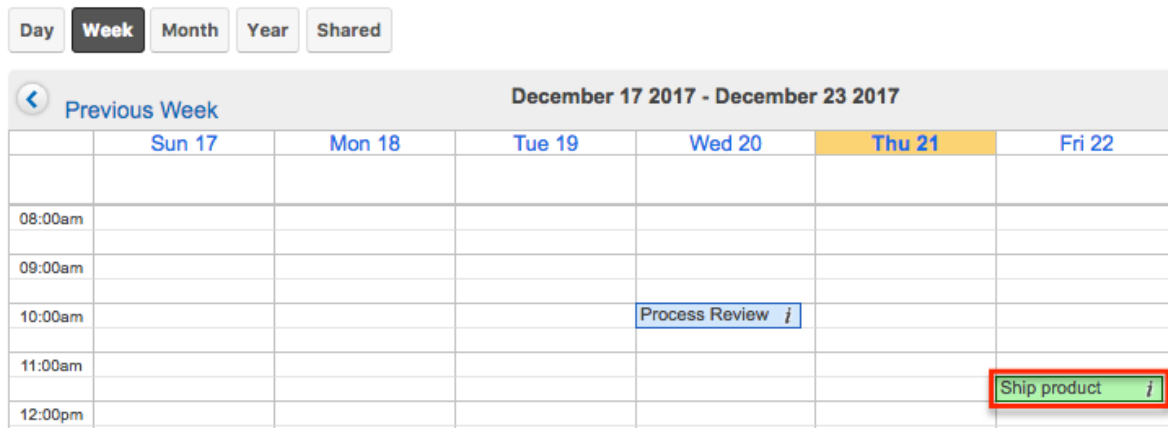 Day Week Month Year Shared
Previous Week December 17 2017 - December 23 2017
Sun 17 Mon 18 Tue 19 Wed 20 Thu 21 Fri 22
08:00am
09:00am
10:00am Process Review i
11:00am
Ship product i
12:00pm